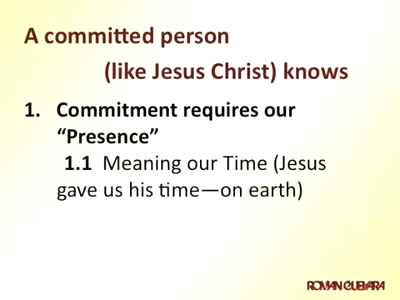 A committed person
(like Jesus Christ) knows
1. Commitment requires our
“Presence”
1.1 Meaning our Time (Jesus
gave us his time—on earth)
ROMAN GUEVARA